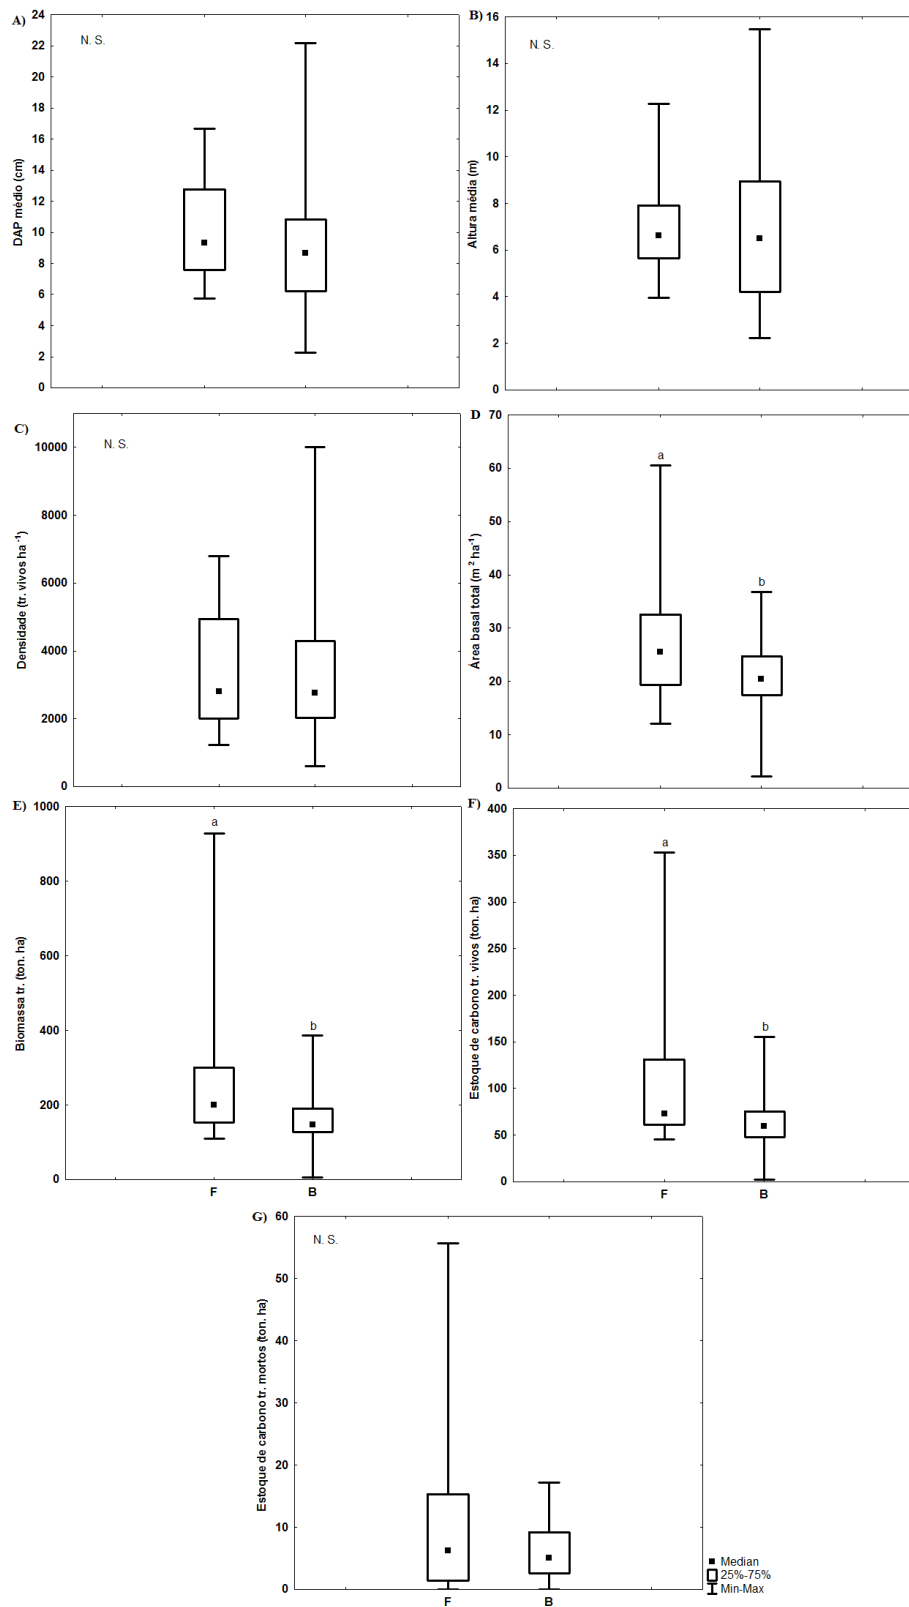 A)
N. S.
DAP médio (cm)
24
22
20
18
16
14
12
10
8
6
4
2
0
B)
N. S.
Altura média (m)
16
14
12
10
8
6
4
2
0
C)
N. S.
Densidade (tr. vivos ha⁻¹)
10000
8000
6000
4000
2000
0
D
Área basal total (m² ha⁻¹)
70
60
50
40
30
20
10
0
a
b
E)
Biomassa tr. (ton. ha)
1000
800
600
400
200
0
a
b
F
B
F)
Estoque de carbono tr. vivos (ton. ha)
400
350
300
250
200
150
100
50
0
a
b
F
B
G)
N. S.
Estoque de carbono tr. mortos (ton. ha)
60
50
40
30
20
10
0
F
B
Median
25%-75%
Min-Max